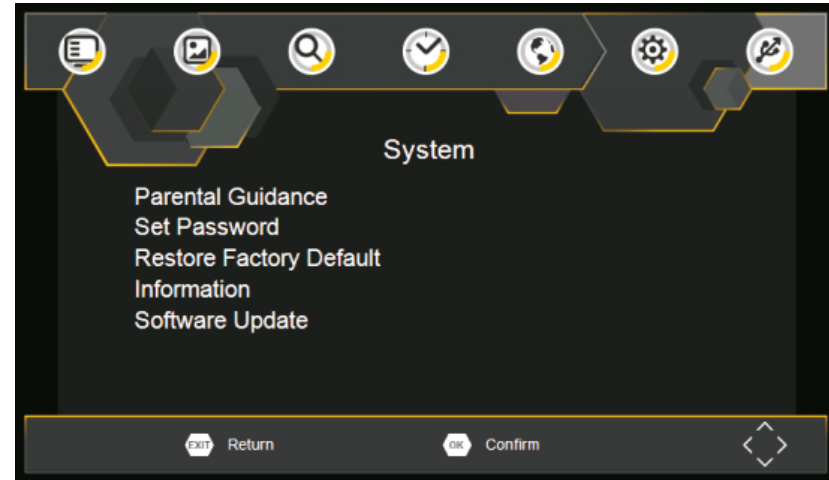 System
Parental Guidance
Set Password
Restore Factory Default
Information
Software Update
EXIT Return OK Confirm